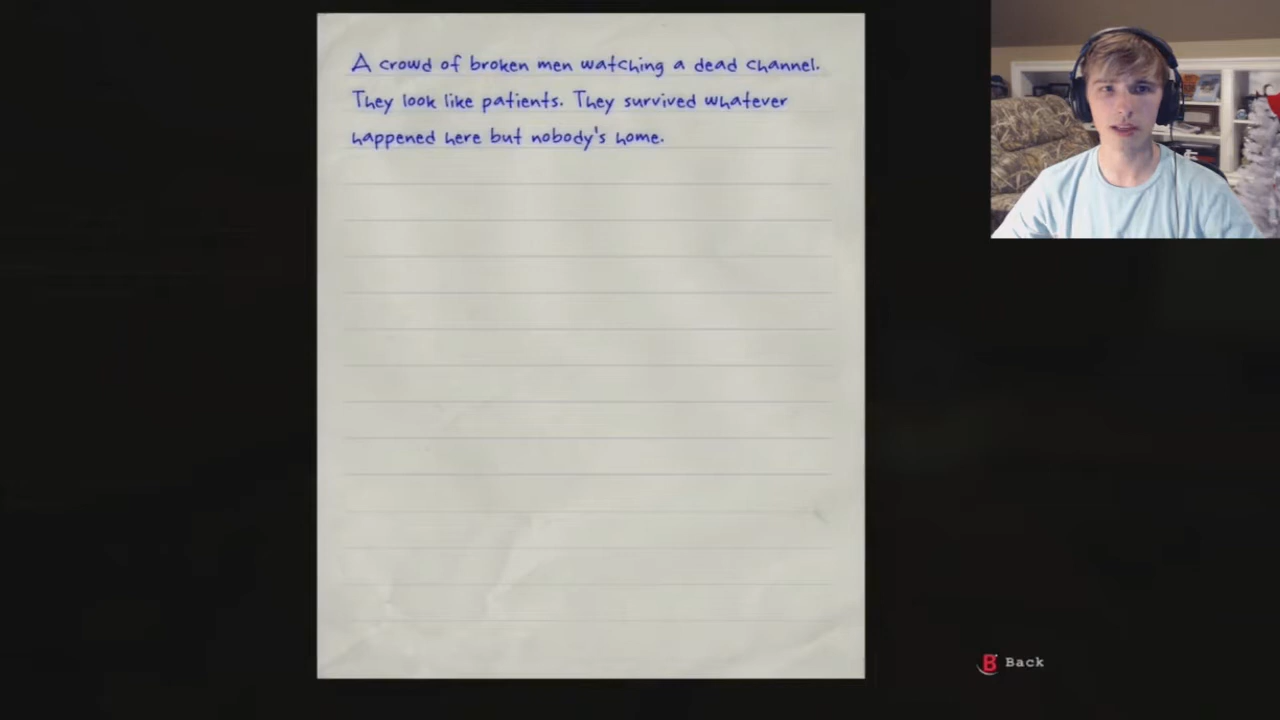 A crowd of broken men watching a dead channel.
They look like patients. They survived whatever
happened here but nobody's home.
B Back